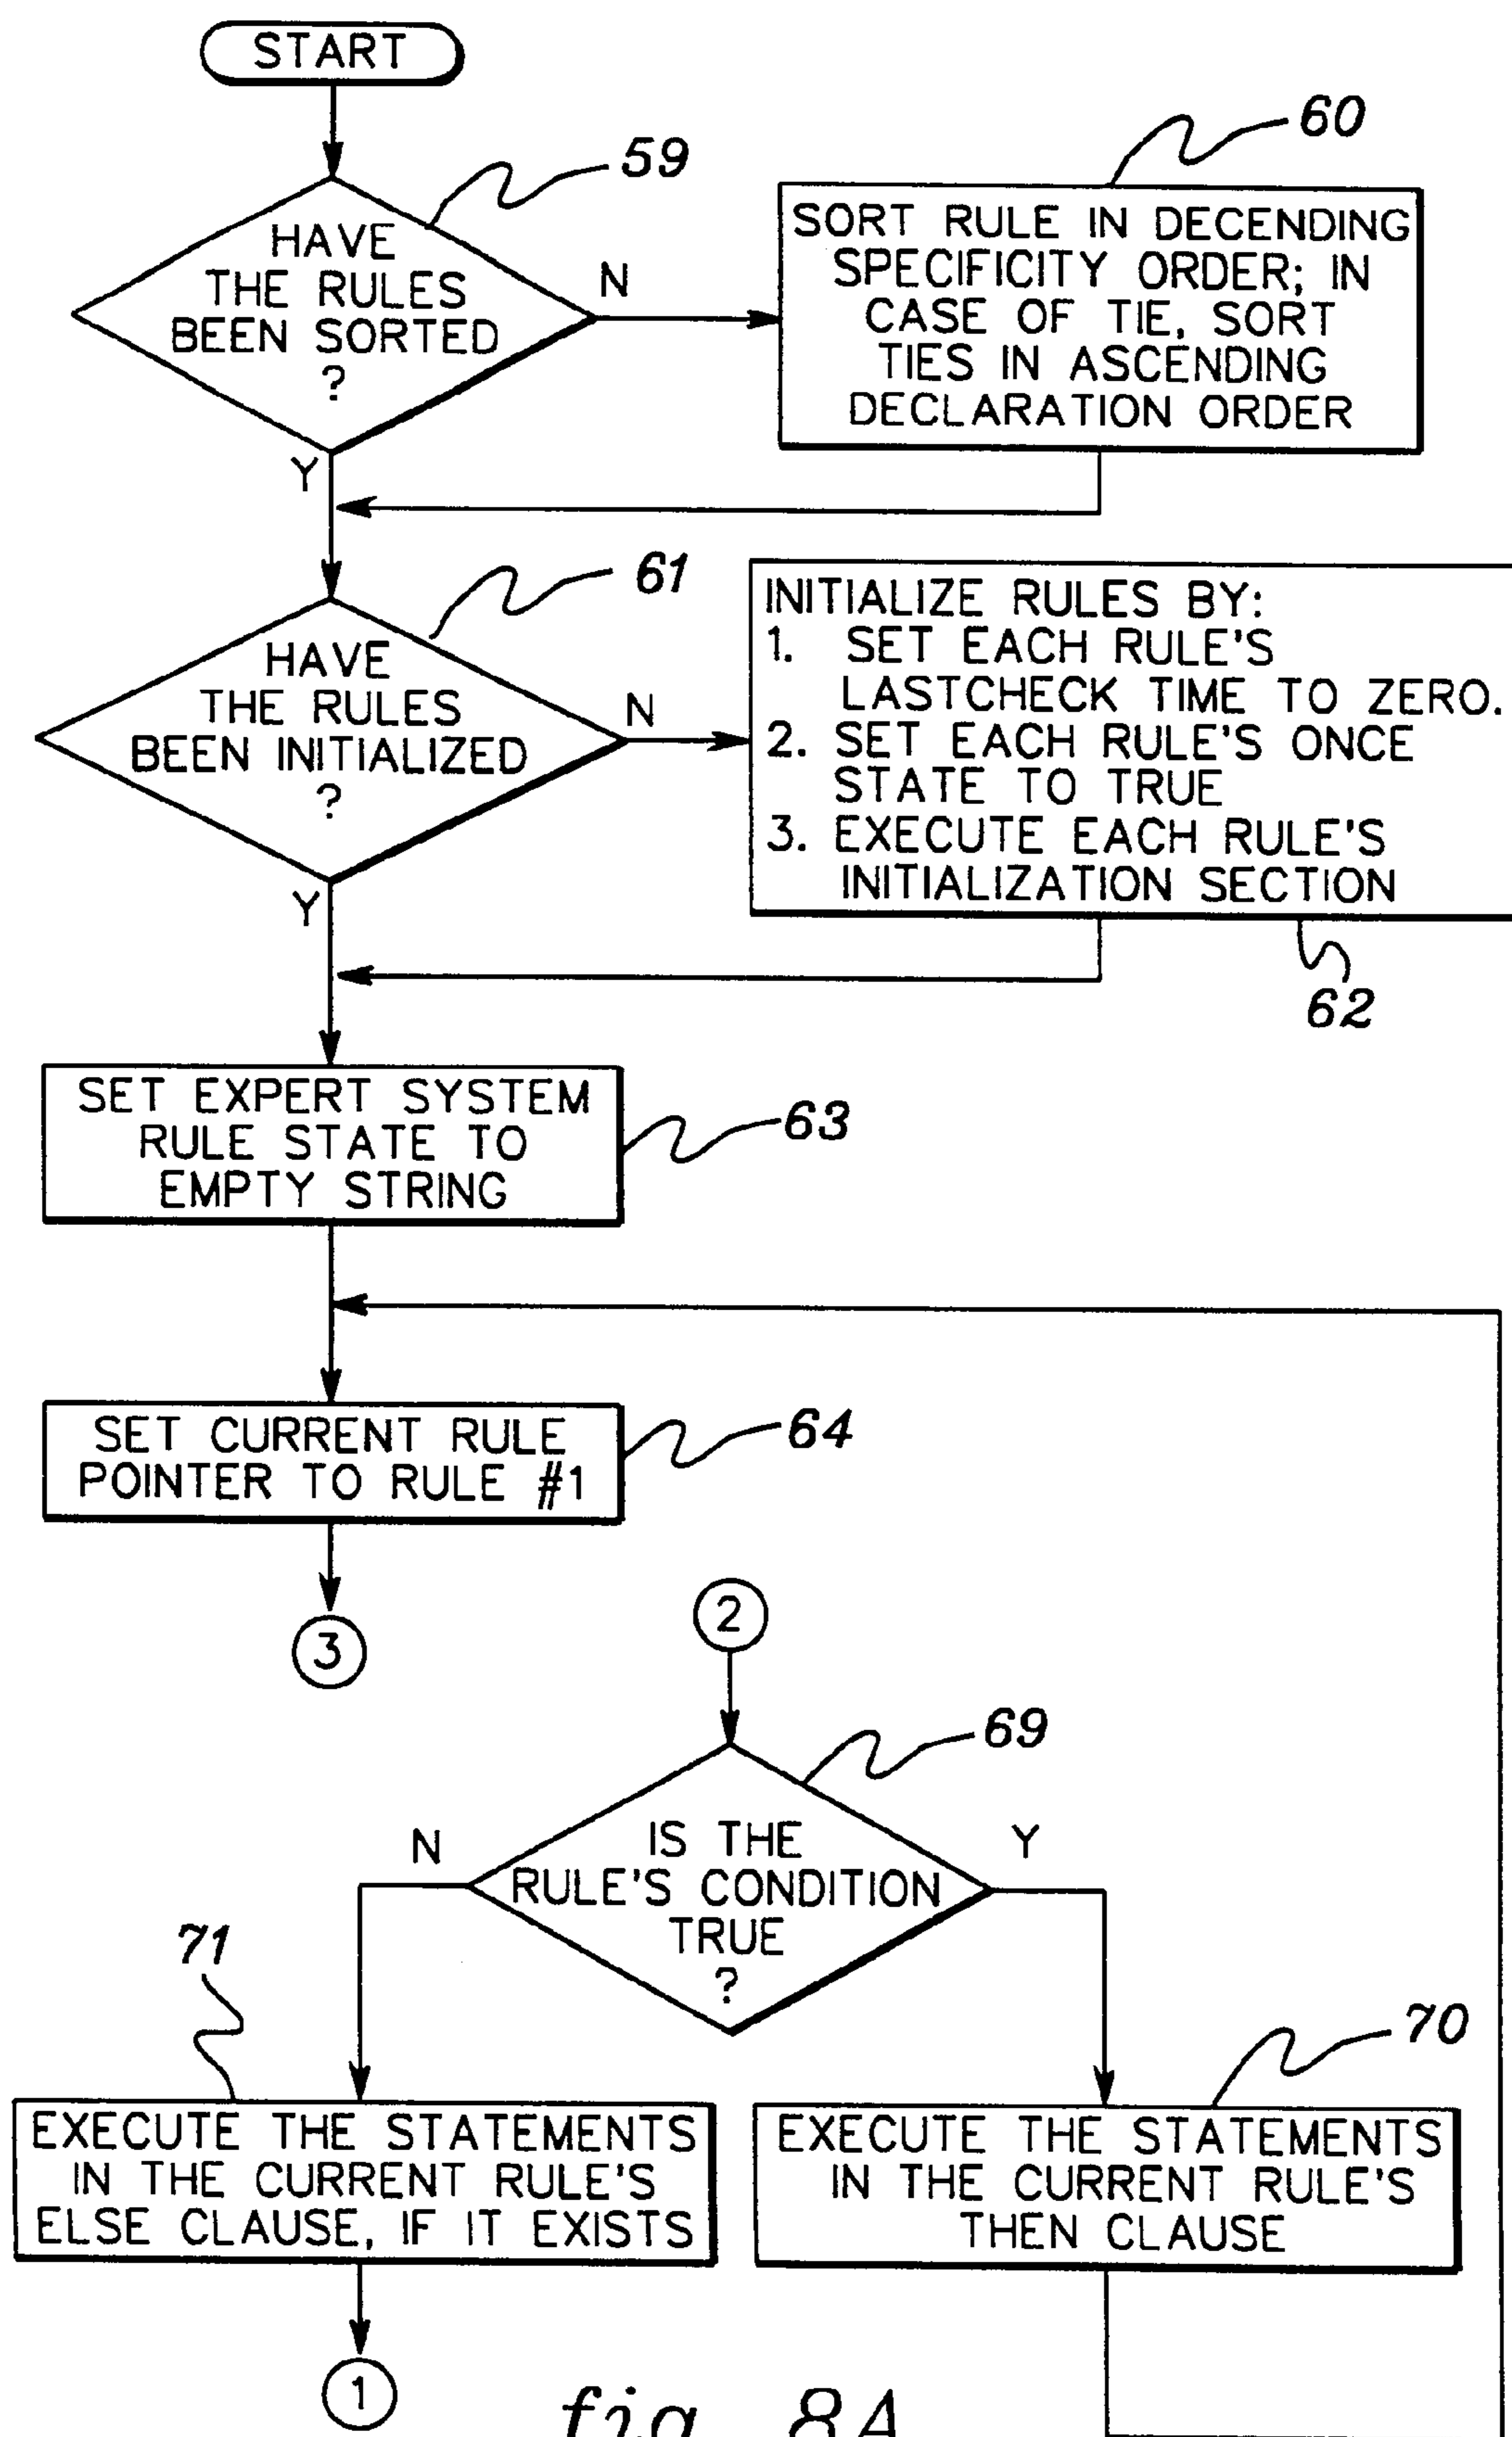 START
59
HAVE
THE RULES
BEEN SORTED
?
N
Y
60
SORT RULE IN DECENDING
SPECIFICITY ORDER; IN
CASE OF TIE, SORT
TIES IN ASCENDING
DECLARATION ORDER
61
HAVE
THE RULES
BEEN INITIALIZED
?
N
Y
INITIALIZE RULES BY:
1. SET EACH RULE'S
LASTCHECK TIME TO ZERO.
2. SET EACH RULE'S ONCE
STATE TO TRUE
3. EXECUTE EACH RULE'S
INITIALIZATION SECTION
62
SET EXPERT SYSTEM
RULE STATE TO
EMPTY STRING
63
SET CURRENT RULE
POINTER TO RULE #1
64
3
2
69
IS THE
RULE'S CONDITION
TRUE
?
N
Y
71
EXECUTE THE STATEMENTS
IN THE CURRENT RULE'S
ELSE CLAUSE, IF IT EXISTS
70
EXECUTE THE STATEMENTS
IN THE CURRENT RULE'S
THEN CLAUSE
1
fig. 8A